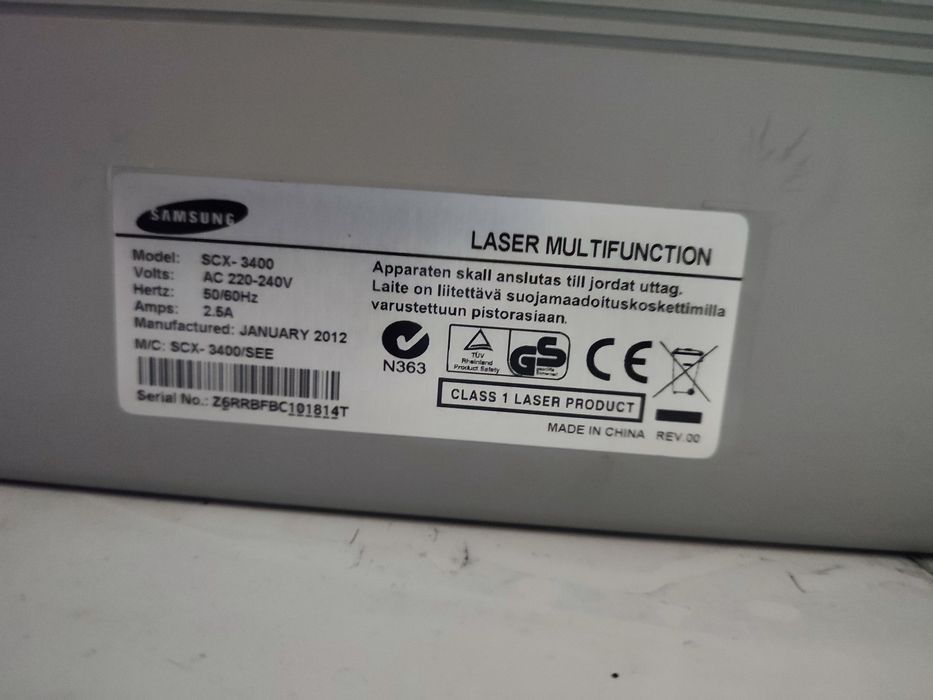 SAMSUNG
LASER MULTIFUNCTION
Model: SCX-3400
Volts: AC 220-240V
Hertz: 50/60Hz
Amps: 2.5A
Manufactured: JANUARY 2012
M/C: SCX-3400/SEE
Serial No.: Z6RRBFBC101814T
Apparaten skall anslutas till jordat uttag.
Laite on liitettävä suojamaadoituskoskettimilla
varustettuun pistorasiaan.
N363
TÜV
Rheinland
Product Safety
GS
geprüfte
Sicherheit
CE
CLASS 1 LASER PRODUCT
MADE IN CHINA REV.00